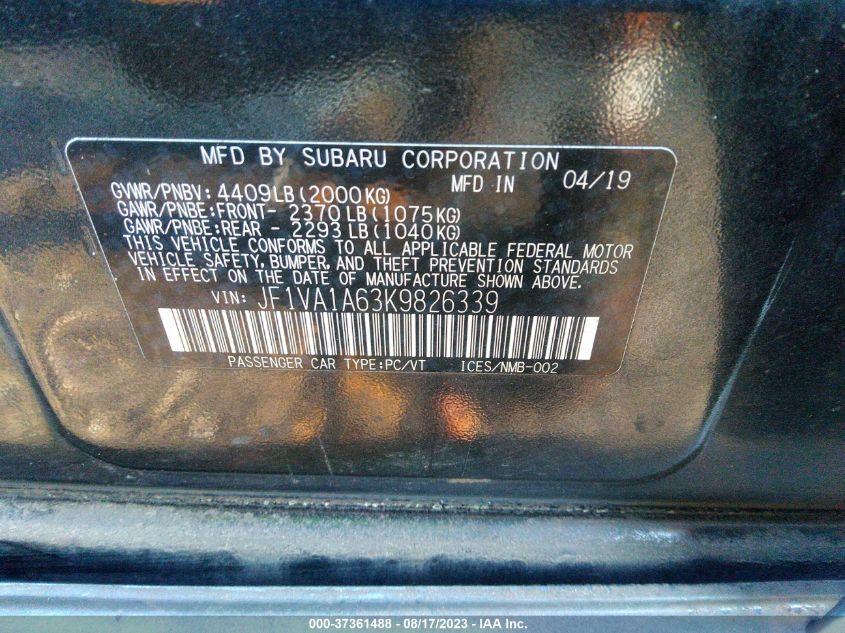 MFD BY SUBARU CORPORATION
MFD IN 04/19
GVWR/PNBV: 4409LB(2000KG)
GAWR/PNBE:FRONT- 2370LB(1075KG)
GAWR/PNBE:REAR - 2293LB(1040KG)
THIS VEHICLE CONFORMS TO ALL APPLICABLE FEDERAL MOTOR
VEHICLE SAFETY, BUMPER, AND THEFT PREVENTION STANDARDS
IN EFFECT ON THE DATE OF MANUFACTURE SHOWN ABOVE.
VIN: JF1VA1A63K9826339
PASSENGER CAR TYPE:PC/VT ICES/NMB-002
000-37361488 - 08/17/2023 - © IAA Inc.